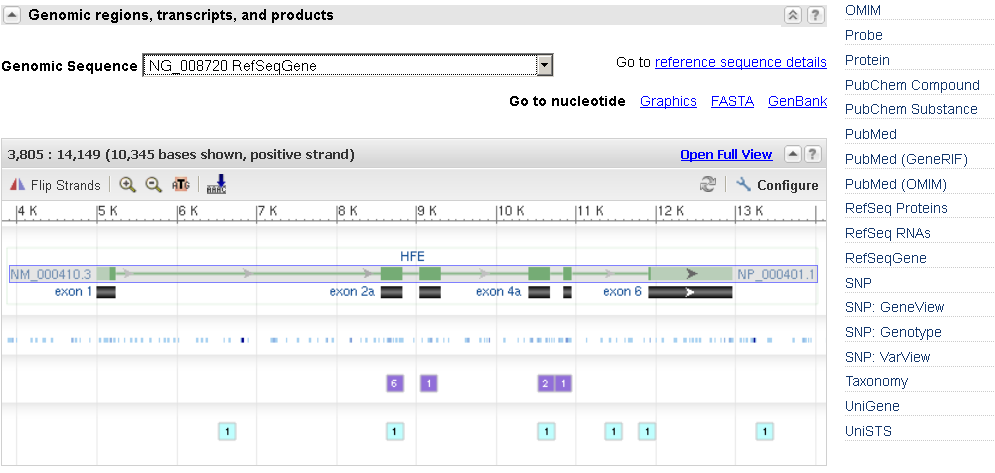 Genomic regions, transcripts, and products ?
Genomic Sequence NG_008720 RefSeqGene Go to reference sequence details
Go to nucleotide Graphics FASTA GenBank
3,805 : 14,149 (10,345 bases shown, positive strand) Open Full View ?
Flip Strands ATG Configure
4 K 5 K 6 K 7 K 8 K 9 K 10 K 11 K 12 K 13 K
HFE
NM_000410.3 NP_000401.1
exon 1 exon 2a exon 4a exon 6
6 1 2 1
1 1 1 1 1 1
OMIM
Probe
Protein
PubChem Compound
PubChem Substance
PubMed
PubMed (GeneRIF)
PubMed (OMIM)
RefSeq Proteins
RefSeq RNAs
RefSeqGene
SNP
SNP: GeneView
SNP: Genotype
SNP: VarView
Taxonomy
UniGene
UniSTS